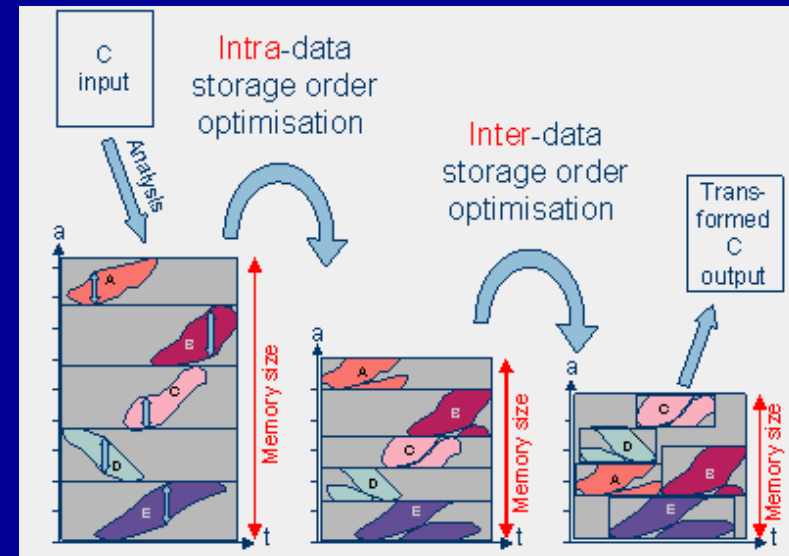 C
input
Intra-data
storage order
optimisation
Analysis
Inter-data
storage order
optimisation
Trans-
formed
C
output
a
A
B
C
D
E
t
Memory size
a
A
B
C
D
E
t
Memory size
a
C
D
A
B
E
t
Memory size